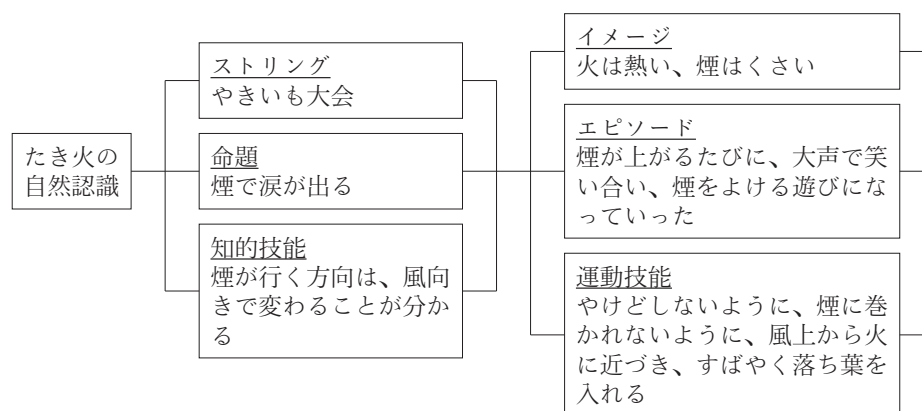 たき火の
自然認識
ストリング
やきいも大会
命題
煙で涙が出る
知的技能
煙が行く方向は、風向
きで変わることが分か
る
イメージ
火は熱い、煙はくさい
エピソード
煙が上がるたびに、大声で笑
い合い、煙をよける遊びにな
っていった
運動技能
やけどしないように、煙に巻
かれないように、風上から火
に近づき、すばやく落ち葉を
入れる